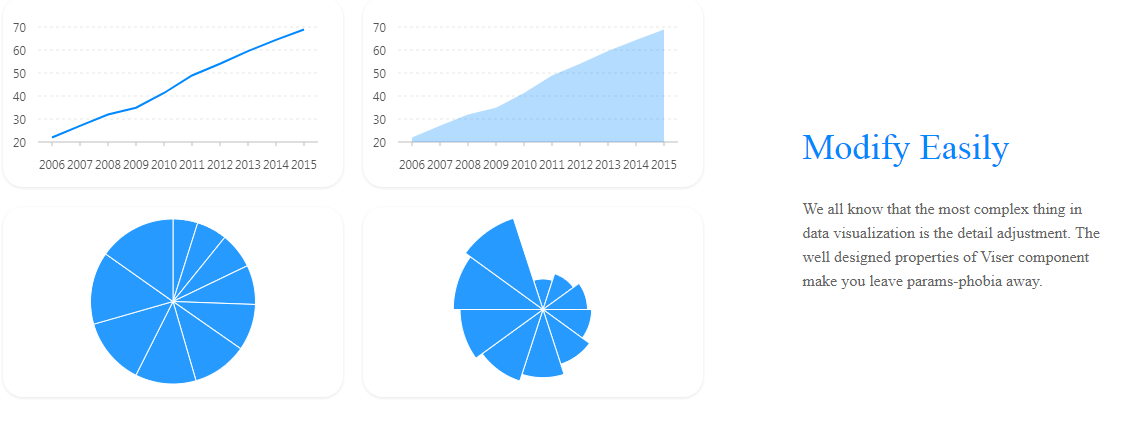 70
60
50
40
30
20
2006 2007 2008 2009 2010 2011 2012 2013 2014 2015
70
60
50
40
30
20
2006 2007 2008 2009 2010 2011 2012 2013 2014 2015
Modify Easily
We all know that the most complex thing in
data visualization is the detail adjustment. The
well designed properties of Viser component
make you leave params-phobia away.